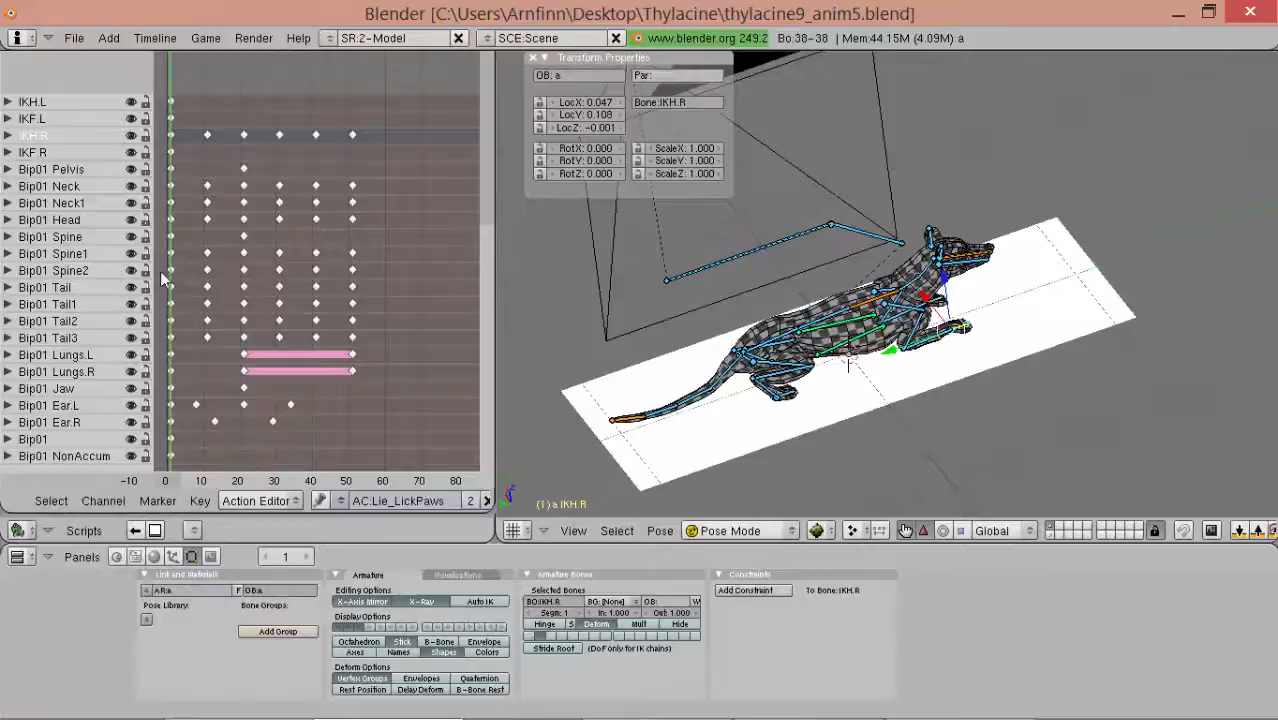 Blender [C:\Users\Arnfinn\Desktop\Thylacine\thylacine9_anim5.blend]
File Add Timeline Game Render Help SR:2-Model SCE:Scene www.blender.org 249.2 Bo:38-38 | Mem:44.15M (4.09M) a
Transform Properties
OB: a Par:
LocX: 0.047 Bone:IKH.R
LocY: 0.108
LocZ: -0.001
RotX: 0.000 ScaleX: 1.000
RotY: 0.000 ScaleY: 1.000
RotZ: 0.000 ScaleZ: 1.000
IKH.L
IKF.L
IKH.R
IKF.R
Bip01 Pelvis
Bip01 Neck
Bip01 Neck1
Bip01 Head
Bip01 Spine
Bip01 Spine1
Bip01 Spine2
Bip01 Tail
Bip01 Tail1
Bip01 Tail2
Bip01 Tail3
Bip01 Lungs.L
Bip01 Lungs.R
Bip01 Jaw
Bip01 Ear.L
Bip01 Ear.R
Bip01
Bip01 NonAccum
-10 0 10 20 30 40 50 60 70 80
Select Channel Marker Key Action Editor AC:Lie_LickPaws 2
(1) a IKH.R
View Select Pose Pose Mode Global
Scripts
Panels 1
Link and Materials
4 AR:a F OB:a
Pose Library: Bone Groups:
Add Group
Armature
Editing Options
X-Axis Mirror X-Ray Auto IK
Display Options
Octahedron Stick B-Bone Envelope
Axes Names Shapes Colors
Deform Options
Vertex Groups Envelopes Quaternion
Rest Position Delay Deform B-Bone Rest
Armature Bones
Selected Bones
BO:IKH.R BG: [None] OB: W
Segm: 1 In: 1.000 Out: 1.000
Hinge S Deform Mult Hide
Stride Root (DoF only for IK chains)
Constraints
Add Constraint To Bone: IKH.R